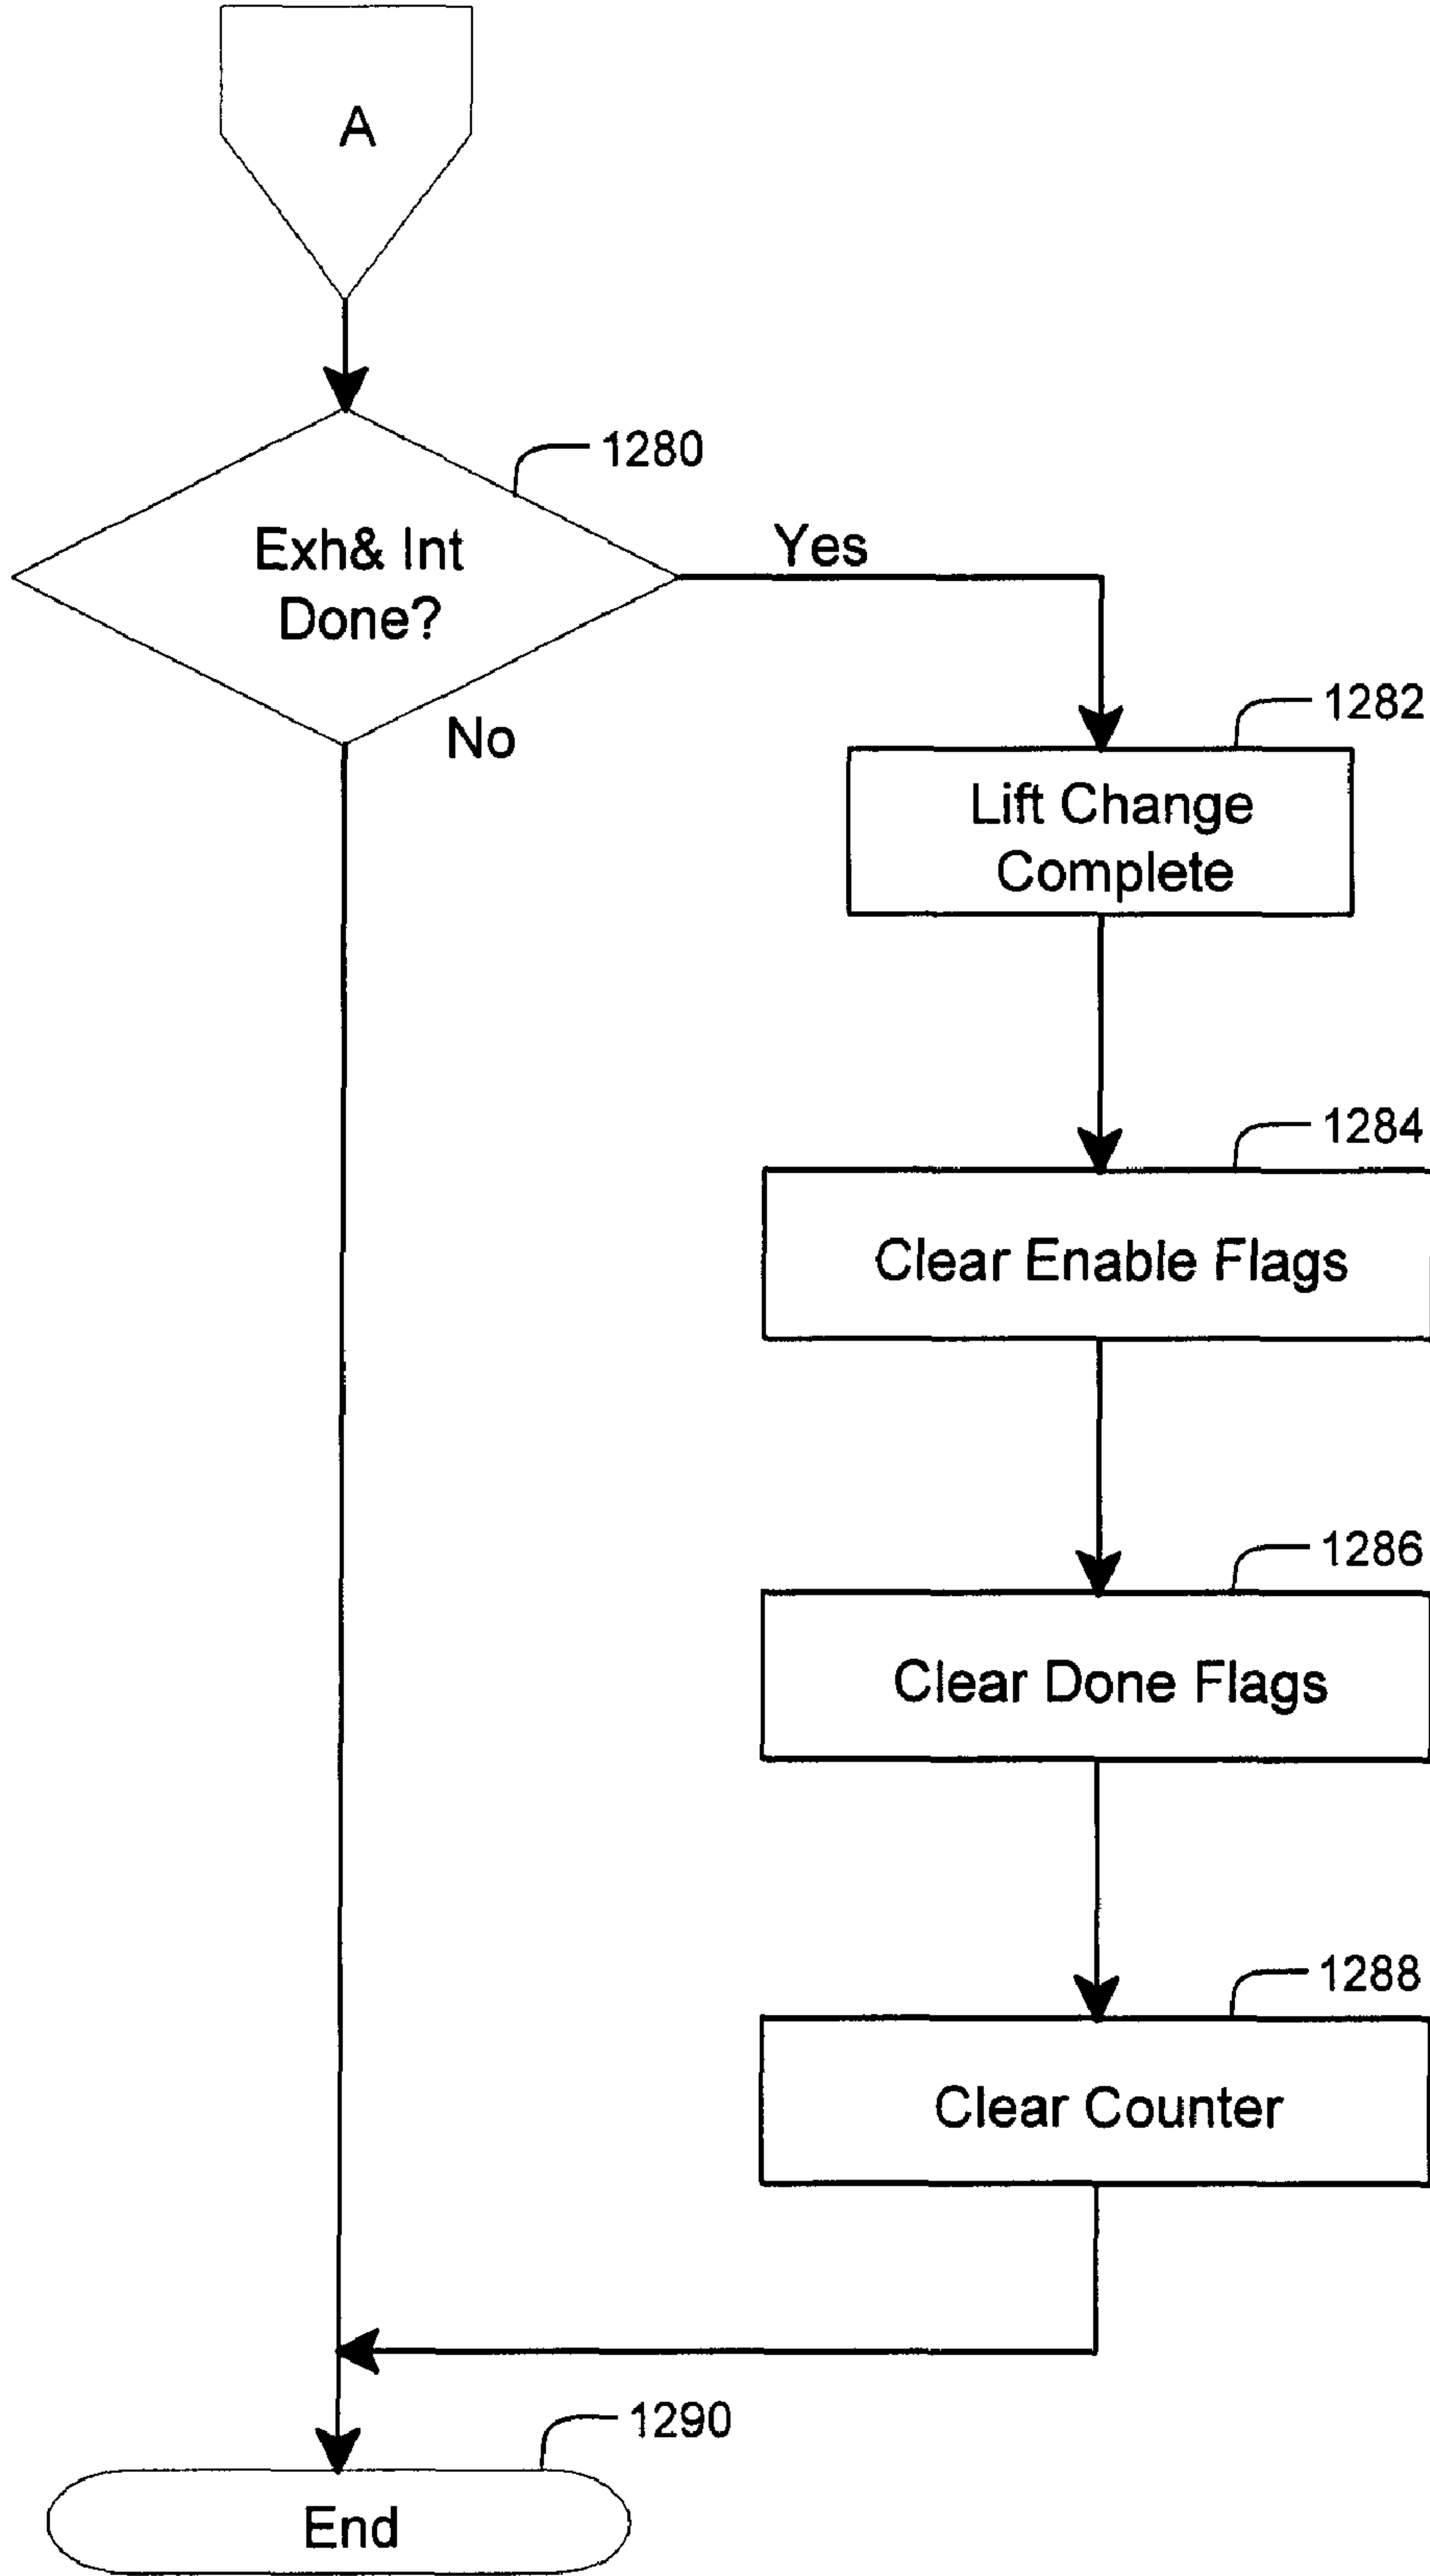 A
1280
Exh& Int
Done?
Yes
No
1282
Lift Change
Complete
1284
Clear Enable Flags
1286
Clear Done Flags
1288
Clear Counter
1290
End